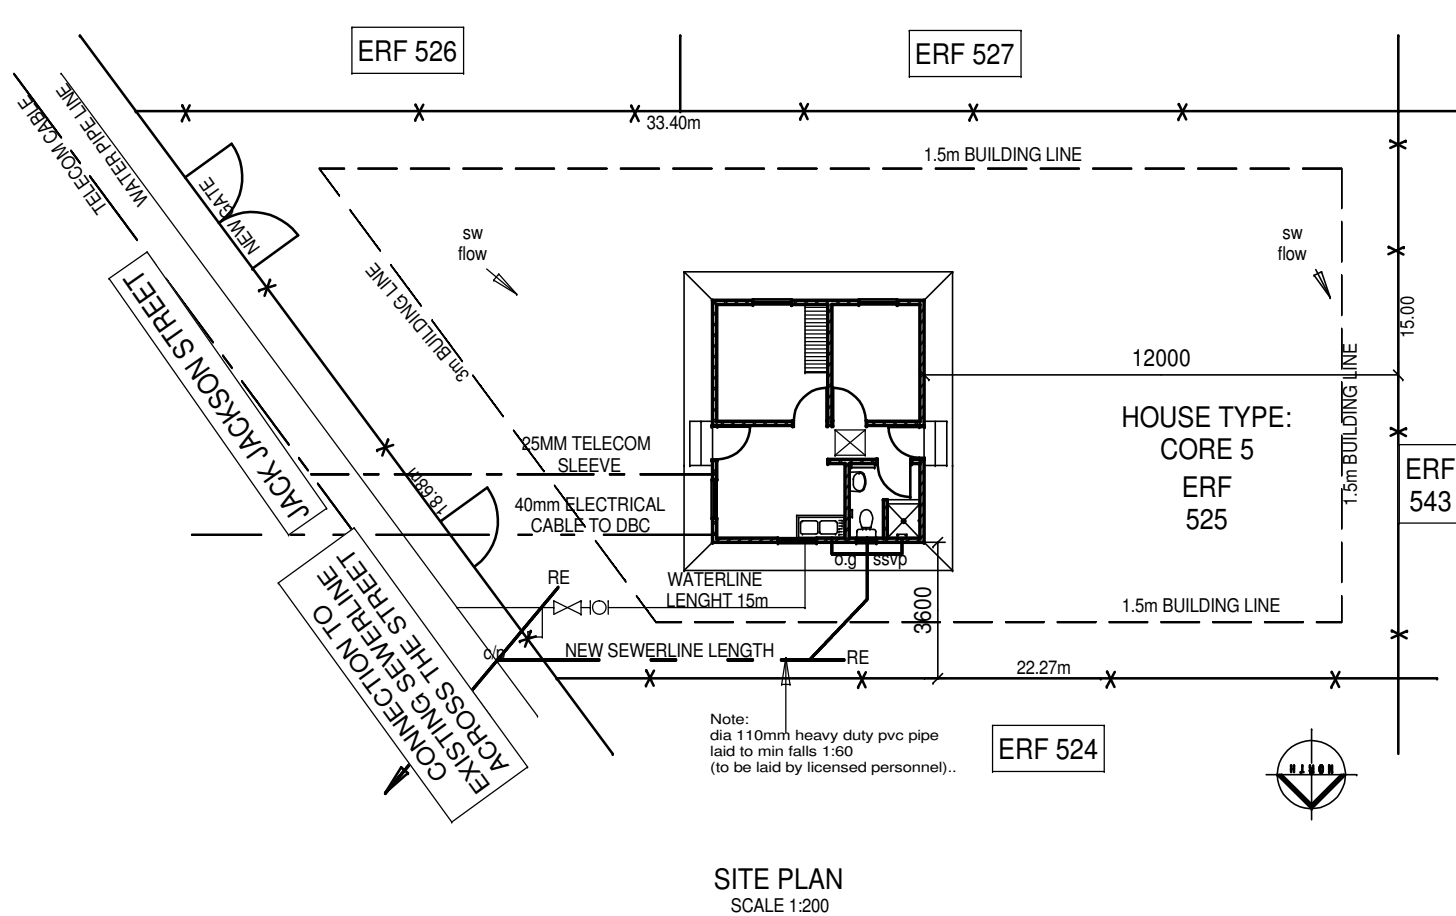 ERF 526
ERF 527
33.40m
1.5m BUILDING LINE
TELECOM CABLE
WATER PIPE LINE
NEW GATE
sw
flow
sw
flow
3m BUILDING LINE
JACK JACKSON STREET
15.00
12000
1.5m BUILDING LINE
HOUSE TYPE:
CORE 5
ERF
525
ERF
543
25MM TELECOM
SLEEVE
18.68m
40mm ELECTRICAL
CABLE TO DBC
o.g
ssvp
RE
WATERLINE
LENGHT 15m
3600
1.5m BUILDING LINE
CONNECTION TO
EXISTING SEWERLINE
ACROSS THE STREET
c/p
NEW SEWERLINE LENGTH
RE
22.27m
Note:
dia 110mm heavy duty pvc pipe
laid to min falls 1:60
(to be laid by licensed personnel)..
ERF 524
NORTH
SITE PLAN
SCALE 1:200